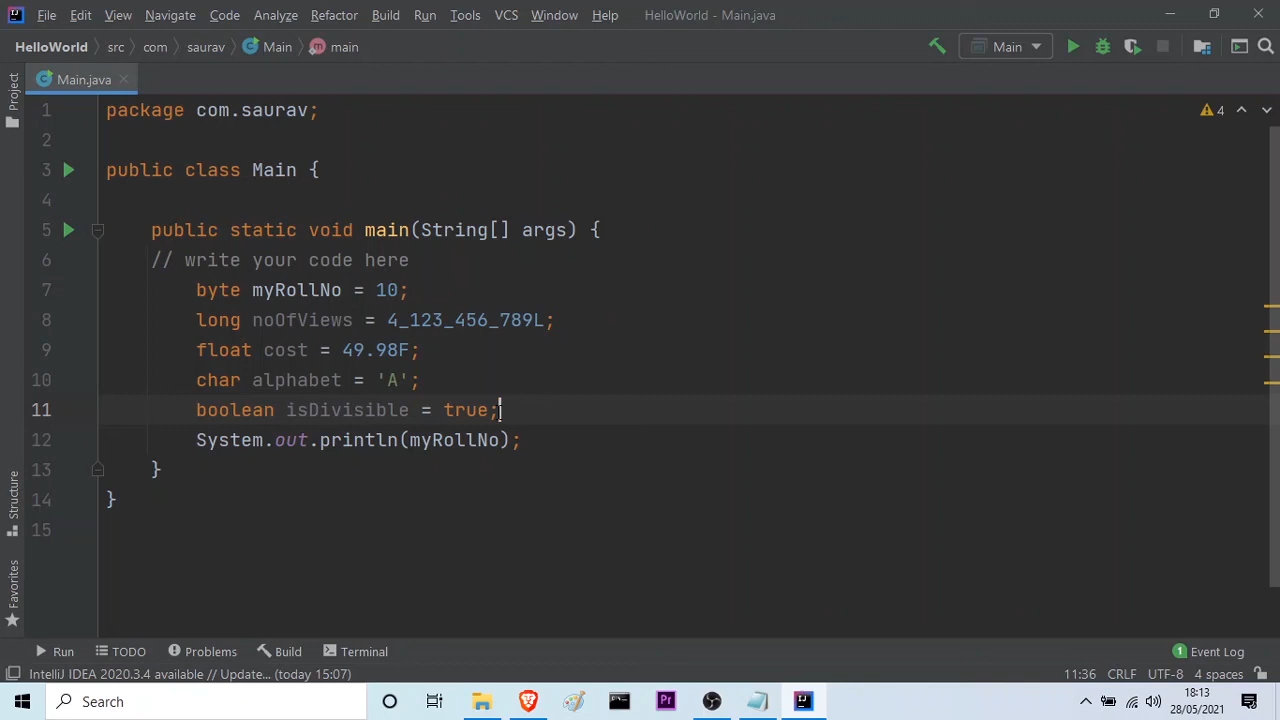 File Edit View Navigate Code Analyze Refactor Build Run Tools VCS Window Help HelloWorld - Main.java
HelloWorld src com saurav Main main Main
Main.java
Project
1 package com.saurav;
4
2
3 public class Main {
4
5 public static void main(String[] args) {
6 // write your code here
7 byte myRollNo = 10;
8 long noOfViews = 4_123_456_789L;
9 float cost = 49.98F;
10 char alphabet = 'A';
11 boolean isDivisible = true;
12 System.out.println(myRollNo);
13 }
14 }
15
Structure
Favorites
Run TODO Problems Build Terminal 1 Event Log
IntelliJ IDEA 2020.3.4 available // Update... (today 15:07) 11:36 CRLF UTF-8 4 spaces
Search Pr 18:13
28/05/2021